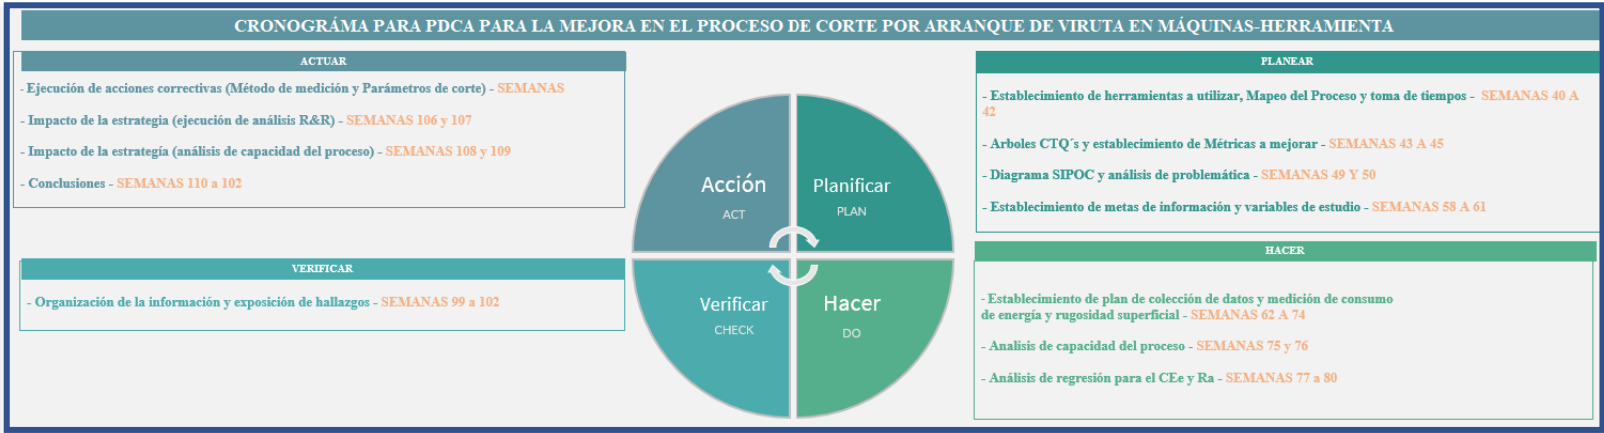 CRONOGRÁMA PARA PDCA PARA LA MEJORA EN EL PROCESO DE CORTE POR ARRANQUE DE VIRUTA EN MÁQUINAS-HERRAMIENTA
ACTUAR
- Ejecución de acciones correctivas (Método de medición y Parámetros de corte) - SEMANAS
- Impacto de la estrategia (ejecución de análisis R&R) - SEMANAS 106 y 107
- Impacto de la estrategía (análisis de capacidad del proceso) - SEMANAS 108 y 109
- Conclusiones - SEMANAS 110 a 102
VERIFICAR
- Organización de la información y exposición de hallazgos - SEMANAS 99 a 102
Acción
ACT
Planificar
PLAN
Verificar
CHECK
Hacer
DO
PLANEAR
- Establecimiento de herramientas a utilizar, Mapeo del Proceso y toma de tiempos - SEMANAS 40 A
42
- Arboles CTQ´s y establecimiento de Métricas a mejorar - SEMANAS 43 A 45
- Diagrama SIPOC y análisis de problemática - SEMANAS 49 Y 50
- Establecimiento de metas de información y variables de estudio - SEMANAS 58 A 61
HACER
- Establecimiento de plan de colección de datos y medición de consumo
de energía y rugosidad superficial - SEMANAS 62 A 74
- Analisis de capacidad del proceso - SEMANAS 75 y 76
- Análisis de regresión para el CEe y Ra - SEMANAS 77 a 80